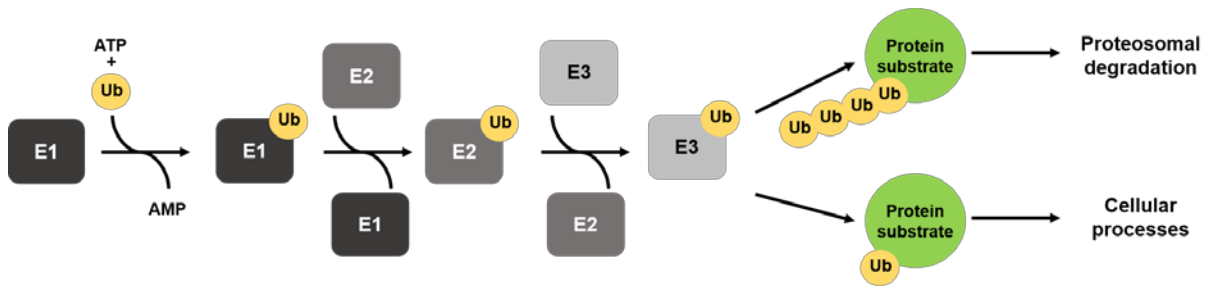 ATP
+
Ub
E1
AMP
E1
Ub
E2
E1
E2
Ub
E3
E2
E3
Ub
Protein
substrate
Ub
Ub
Ub
Ub
Proteosomal
degradation
Protein
substrate
Ub
Cellular
processes